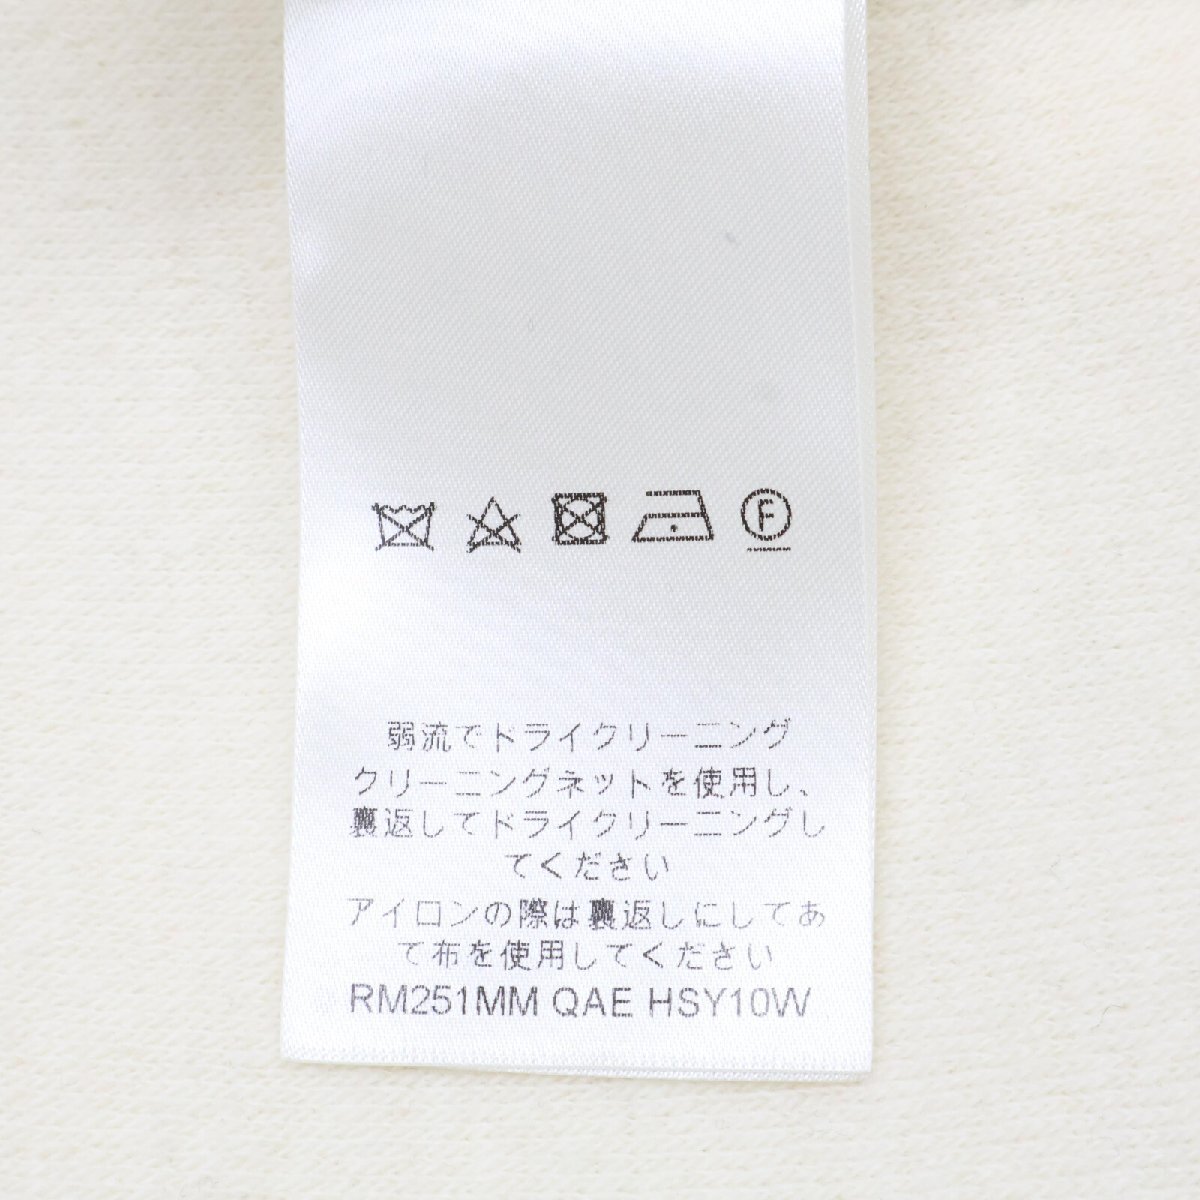 F
弱流でドライクリーニング
クリーニングネットを使用し、
裏返してドライクリーニングし
てください
アイロンの際は裏返しにしてあ
て布を使用してください
RM251MM QAE HSY10W